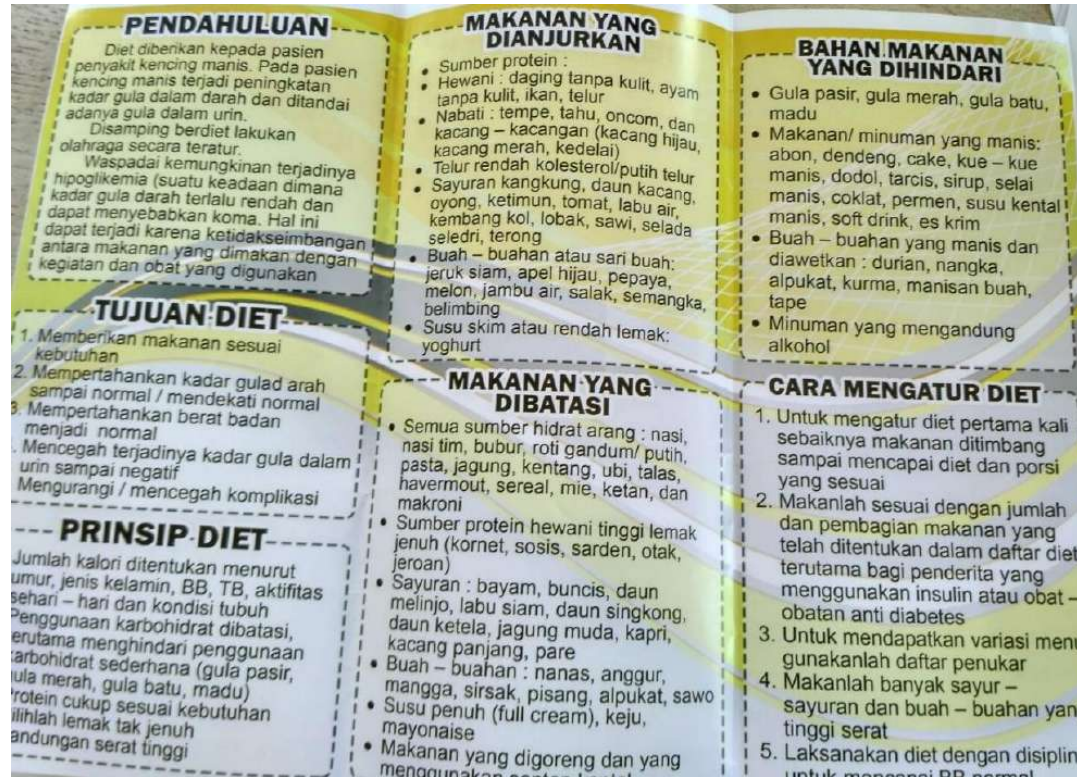 PENDAHULUAN
Diet diberikan kepada pasien
penyakit kencing manis. Pada pasien
kencing manis terjadi peningkatan
kadar gula dalam darah dan ditandai
adanya gula dalam urin.
Disamping berdiet lakukan
olahraga secara teratur.
Waspadai kemungkinan terjadinya
hipoglikemia (suatu keadaan dimana
kadar gula darah terlalu rendah dan
dapat menyebabkan koma. Hal ini
dapat terjadi karena ketidakseimbangan
antara makanan yang dimakan dengan
kegiatan dan obat yang digunakan
TUJUAN DIET
1. Memberikan makanan sesuai
kebutuhan
2. Mempertahankan kadar gulad arah
sampai normal / mendekati normal
3. Mempertahankan berat badan
menjadi normal
. Mencegah terjadinya kadar gula dalam
urin sampai negatif
Mengurangi / mencegah komplikasi
PRINSIP DIET
Jumlah kalori ditentukan menurut
umur, jenis kelamin, BB, TB, aktifitas
sehari – hari dan kondisi tubuh
Penggunaan karbohidrat dibatasi,
terutama menghindari penggunaan
karbohidrat sederhana (gula pasir,
gula merah, gula batu, madu)
Protein cukup sesuai kebutuhan
Pilihlah lemak tak jenuh
kandungan serat tinggi
MAKANAN YANG
DIANJURKAN
• Sumber protein :
• Hewani : daging tanpa kulit, ayam
tanpa kulit, ikan, telur
• Nabati : tempe, tahu, oncom, dan
kacang – kacangan (kacang hijau,
kacang merah, kedelai)
• Telur rendah kolesterol/putih telur
• Sayuran kangkung, daun kacang,
oyong, ketimun, tomat, labu air,
kembang kol, lobak, sawi, selada
seledri, terong
• Buah – buahan atau sari buah:
jeruk siam, apel hijau, pepaya,
melon, jambu air, salak, semangka,
belimbing
• Susu skim atau rendah lemak:
yoghurt
MAKANAN YANG
DIBATASI
• Semua sumber hidrat arang : nasi,
nasi tim, bubur, roti gandum/ putih,
pasta, jagung, kentang, ubi, talas,
havermout, sereal, mie, ketan, dan
makroni
• Sumber protein hewani tinggi lemak
jenuh (kornet, sosis, sarden, otak,
jeroan)
• Sayuran : bayam, buncis, daun
melinjo, labu siam, daun singkong,
daun ketela, jagung muda, kapri,
kacang panjang, pare
• Buah – buahan : nanas, anggur,
mangga, sirsak, pisang, alpukat, sawo
• Susu penuh (full cream), keju,
mayonaise
• Makanan yang digoreng dan yang
menggunakan santan kental
BAHAN MAKANAN
YANG DIHINDARI
• Gula pasir, gula merah, gula batu,
madu
• Makanan/ minuman yang manis:
abon, dendeng, cake, kue – kue
manis, dodol, tarcis, sirup, selai
manis, coklat, permen, susu kental
manis, soft drink, es krim
• Buah – buahan yang manis dan
diawetkan : durian, nangka,
alpukat, kurma, manisan buah,
tape
• Minuman yang mengandung
alkohol
CARA MENGATUR DIET
1. Untuk mengatur diet pertama kali
sebaiknya makanan ditimbang
sampai mencapai diet dan porsi
yang sesuai
2. Makanlah sesuai dengan jumlah
dan pembagian makanan yang
telah ditentukan dalam daftar diet
terutama bagi penderita yang
menggunakan insulin atau obat –
obatan anti diabetes
3. Untuk mendapatkan variasi menu
gunakanlah daftar penukar
4. Makanlah banyak sayur –
sayuran dan buah – buahan yan
tinggi serat
5. Laksanakan diet dengan disiplin
untuk mencapai BB normal